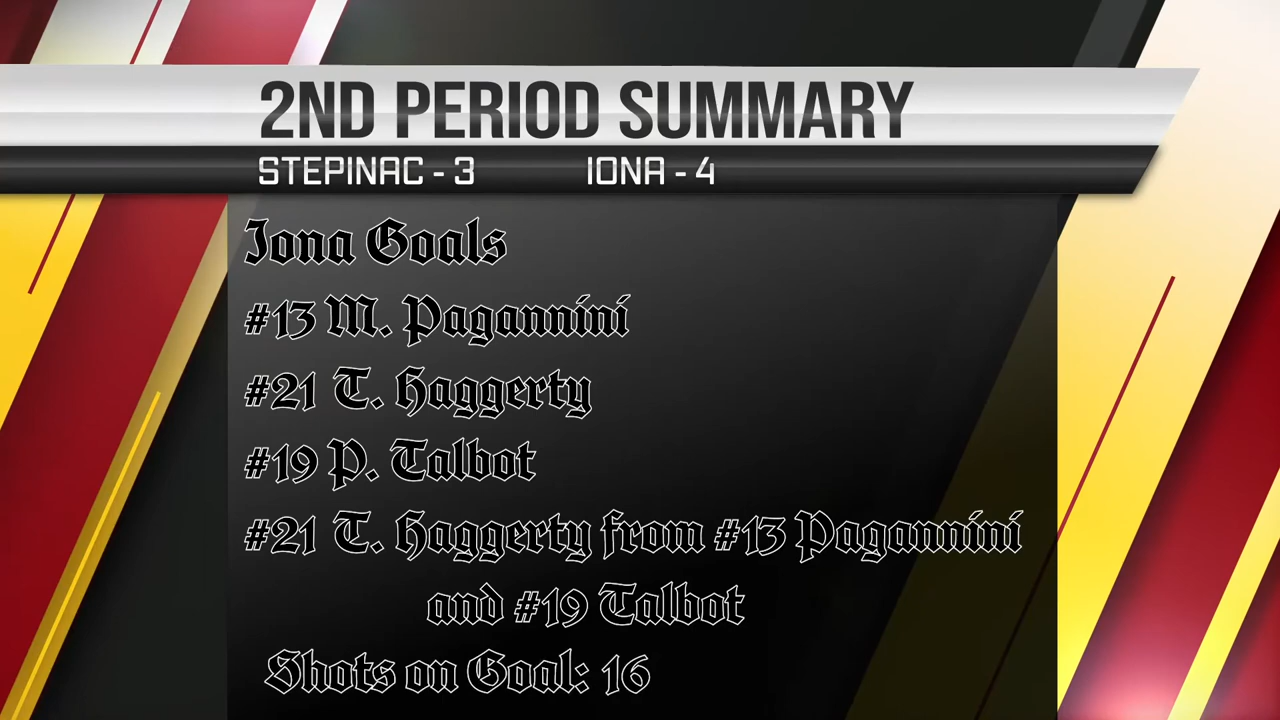 2ND PERIOD SUMMARY
STEPINAC - 3 IONA - 4
Iona Goals
#13 M. Pagannini
#21 T. Haggerty
#19 P. Talbot
#21 T. Haggerty from #13 Pagannini
and #19 Talbot
Shots on Goal: 16